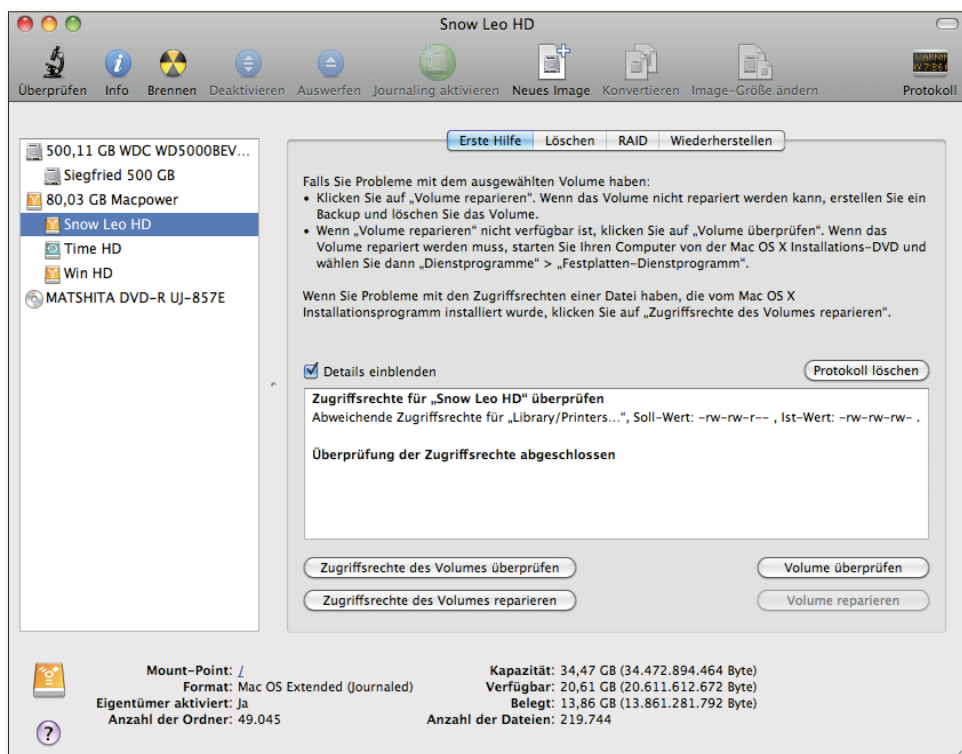 Snow Leo HD
Überprüfen Info Brennen Deaktivieren Auswerfen Journaling aktivieren Neues Image Konvertieren Image-Größe ändern Protokoll
500,11 GB WDC WD5000BEV...
Siegfried 500 GB
80,03 GB Macpower
Snow Leo HD
Time HD
Win HD
MATSHITA DVD-R UJ-857E
Erste Hilfe Löschen RAID Wiederherstellen
Falls Sie Probleme mit dem ausgewählten Volume haben:
• Klicken Sie auf „Volume reparieren“. Wenn das Volume nicht repariert werden kann, erstellen Sie ein
Backup und löschen Sie das Volume.
• Wenn „Volume reparieren“ nicht verfügbar ist, klicken Sie auf „Volume überprüfen“. Wenn das
Volume repariert werden muss, starten Sie Ihren Computer von der Mac OS X Installations-DVD und
wählen Sie dann „Dienstprogramme“ > „Festplatten-Dienstprogramm“.
Wenn Sie Probleme mit den Zugriffsrechten einer Datei haben, die vom Mac OS X
Installationsprogramm installiert wurde, klicken Sie auf „Zugriffsrechte des Volumes reparieren“.
Details einblenden Protokoll löschen
Zugriffsrechte für „Snow Leo HD“ überprüfen
Abweichende Zugriffsrechte für „Library/Printers...“, Soll-Wert: -rw-rw-r-- , Ist-Wert: -rw-rw-rw- .
Überprüfung der Zugriffsrechte abgeschlossen
Zugriffsrechte des Volumes überprüfen Volume überprüfen
Zugriffsrechte des Volumes reparieren Volume reparieren
Mount-Point: /
Format: Mac OS Extended (Journaled)
Eigentümer aktiviert: Ja
Anzahl der Ordner: 49.045
Kapazität: 34,47 GB (34.472.894.464 Byte)
Verfügbar: 20,61 GB (20.611.612.672 Byte)
Belegt: 13,86 GB (13.861.281.792 Byte)
Anzahl der Dateien: 219.744
?